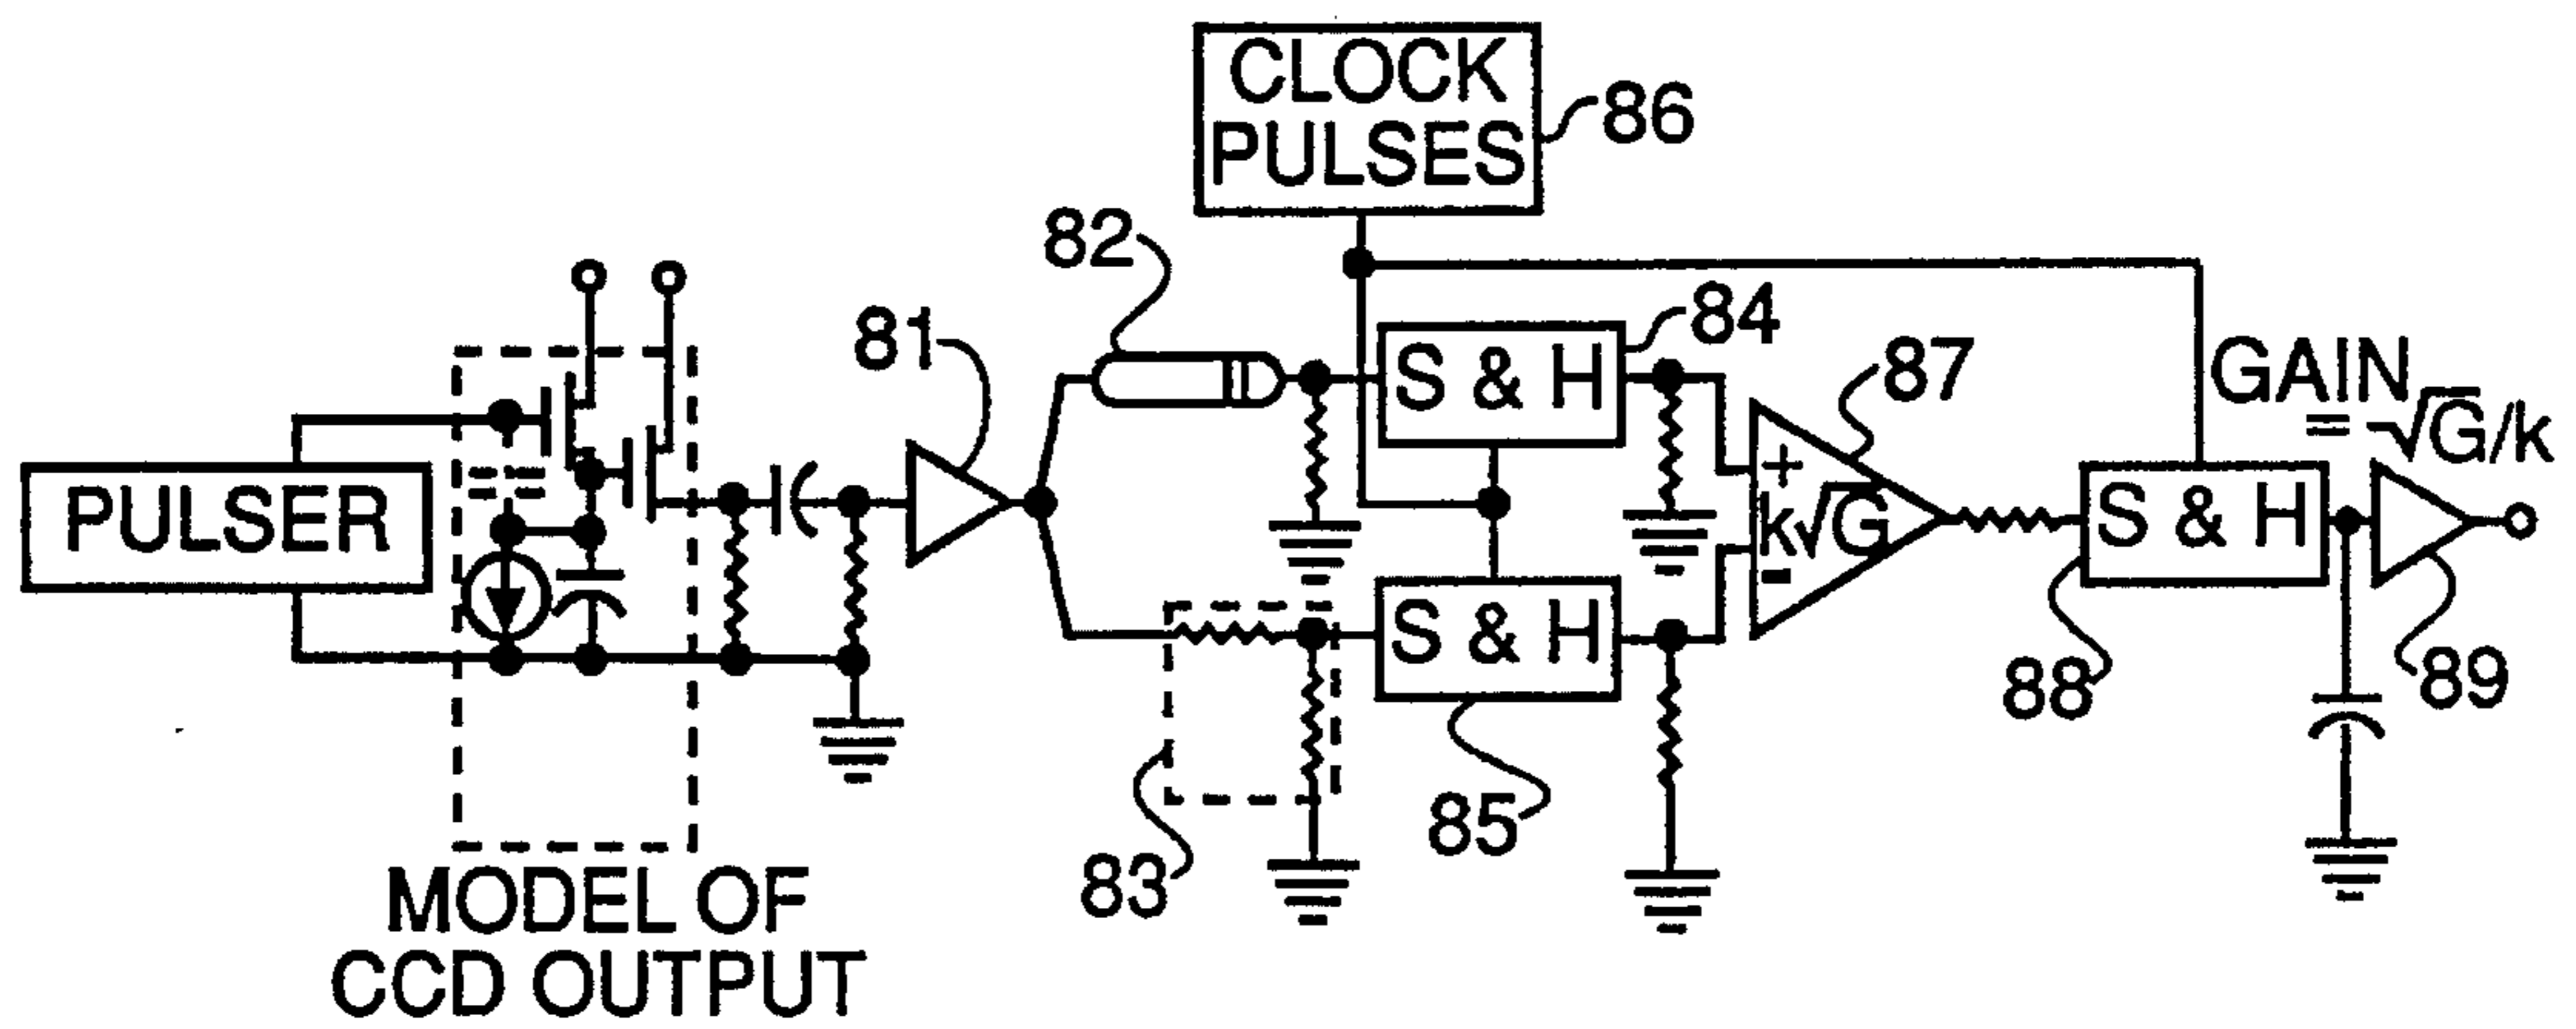 CLOCK
PULSES
86
82
81
84
87
GAIN
= √G/k
S & H
+
k√G
-
PULSER
S & H
S & H
88
89
83
85
MODEL OF
CCD OUTPUT